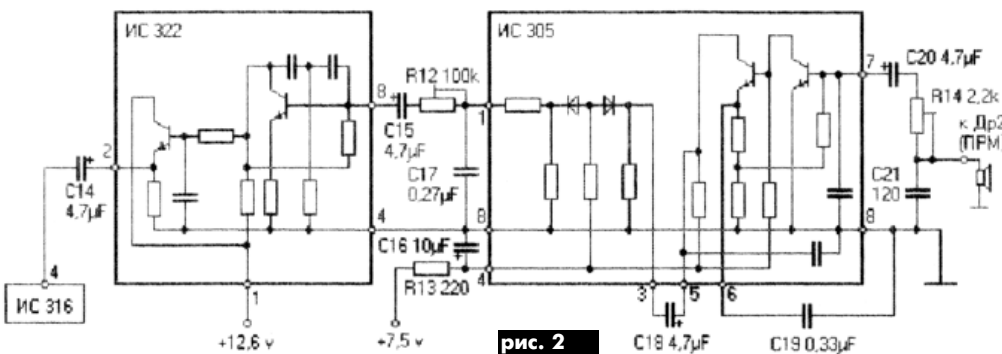 ИС 322
ИС 305
2
C14
4,7µF
4
ИС 316
1
+12,6 v
8
C15
4,7µF
R12 100k
C17
0,27µF
4
C16 10µF
R13 220
+7,5 v
1
8
4
3
5
6
C18 4,7µF
C19 0,33µF
7
8
C20 4,7µF
R14 2,2k
к Др2
(ПРМ)
C21
120
рис. 2